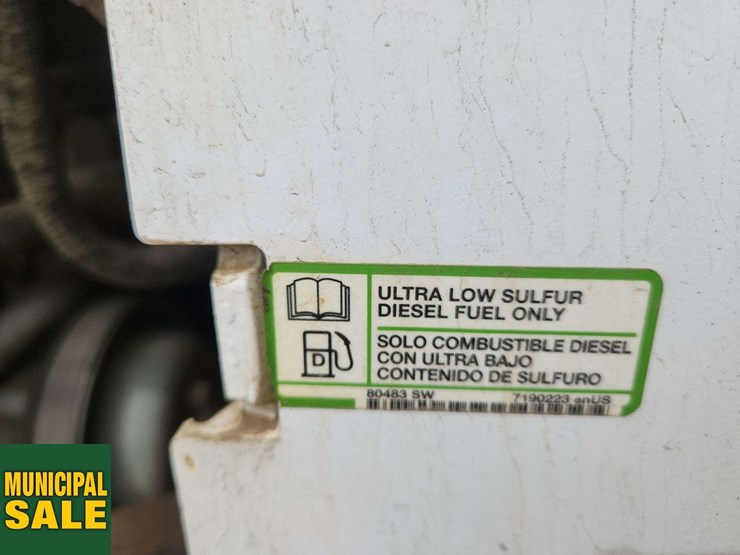 ULTRA LOW SULFUR
DIESEL FUEL ONLY
D
SOLO COMBUSTIBLE DIESEL
CON ULTRA BAJO
CONTENIDO DE SULFURO
80483 SW 7190223 enUS
MUNICIPAL
SALE